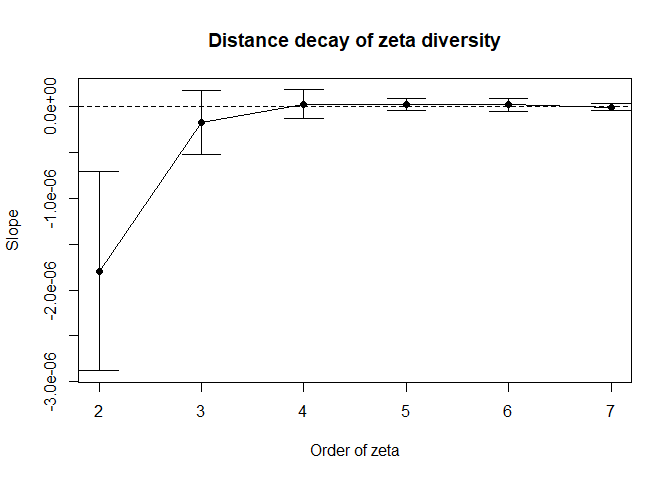 Distance decay of zeta diversity
Slope
0.0e+00
-1.0e-06
-2.0e-06
-3.0e-06
2 3 4 5 6 7
Order of zeta